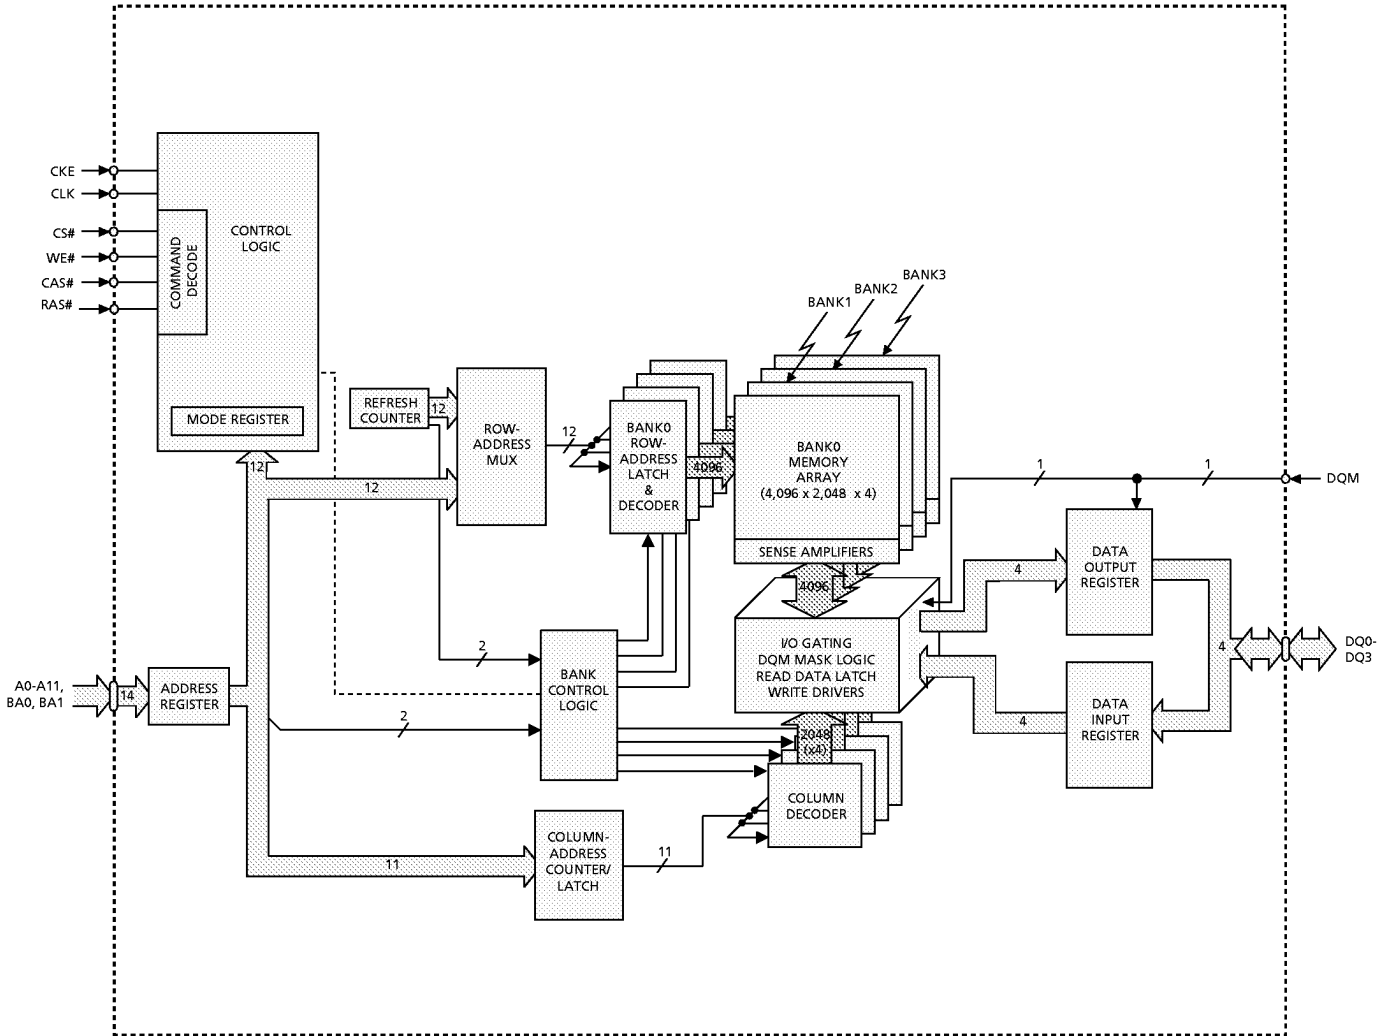 CKE
CLK
CS#
WE#
CAS#
RAS#
COMMAND
DECODE
CONTROL
LOGIC
MODE REGISTER
12
BANK1
BANK2
BANK3
REFRESH
COUNTER
12
ROW-
ADDRESS
MUX
12
12
BANK0
ROW-
ADDRESS
LATCH
&
DECODER
4096
BANK0
MEMORY
ARRAY
(4,096 x 2,048 x 4)
SENSE AMPLIFIERS
4096
I/O GATING
DQM MASK LOGIC
READ DATA LATCH
WRITE DRIVERS
1
1
DQM
DATA
OUTPUT
REGISTER
4
4
DQ0-
DQ3
DATA
INPUT
REGISTER
4
A0-A11,
BA0, BA1
14
ADDRESS
REGISTER
2
2
BANK
CONTROL
LOGIC
2048
(x4)
COLUMN
DECODER
11
COLUMN-
ADDRESS
COUNTER/
LATCH
11